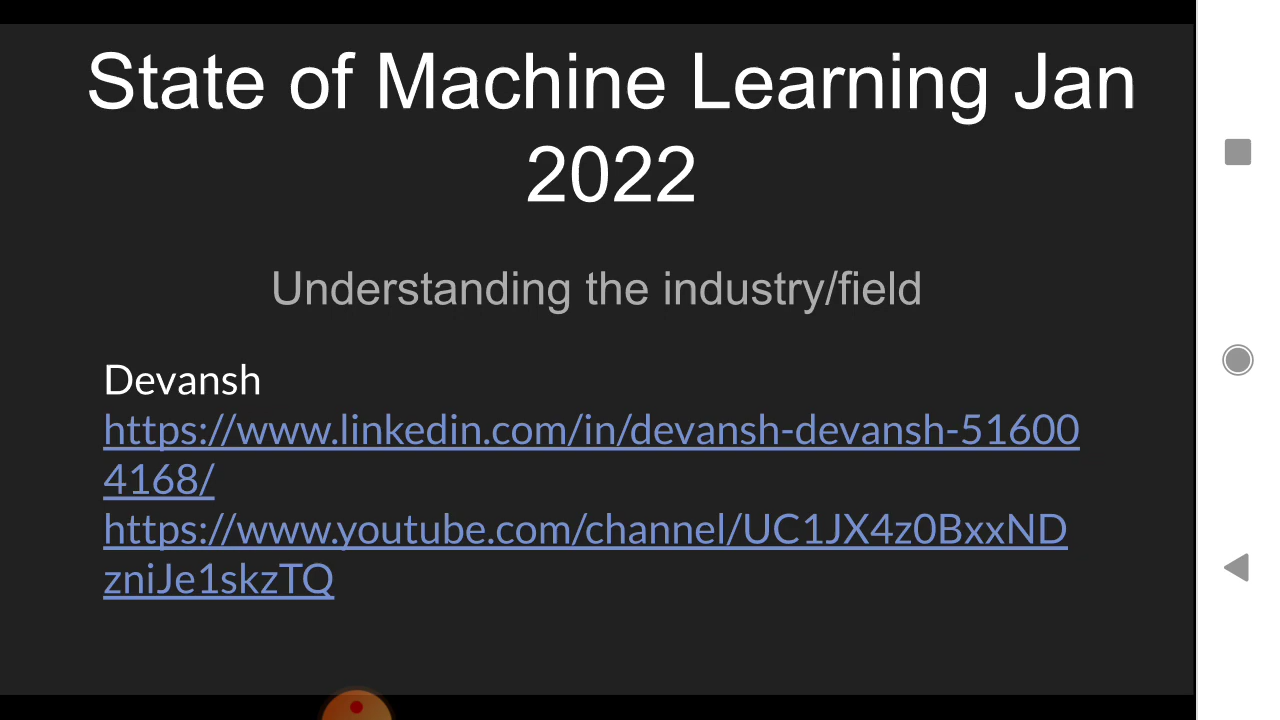 State of Machine Learning Jan
2022
Understanding the industry/field
Devansh
https://www.linkedin.com/in/devansh-devansh-51600
4168/
https://www.youtube.com/channel/UC1JX4z0BxxND
zniJe1skzTQ